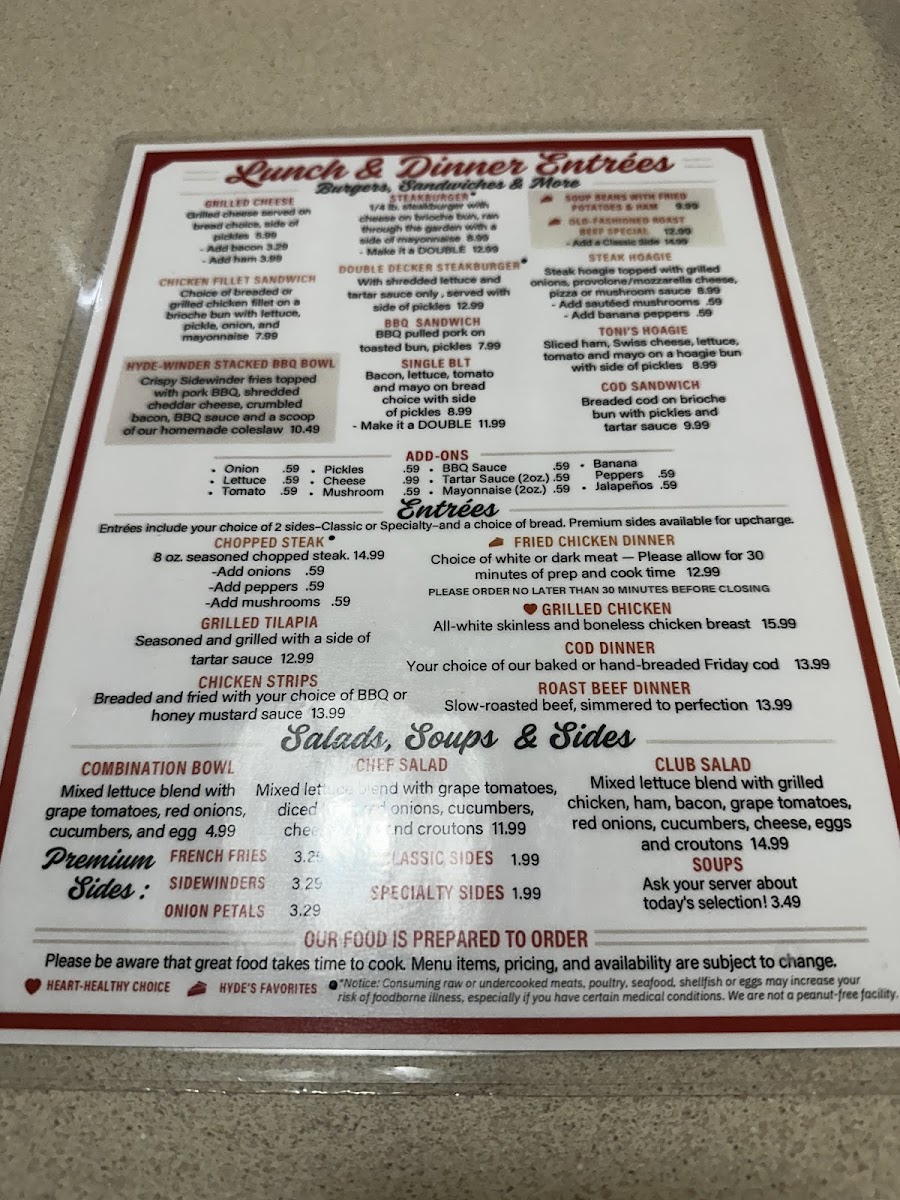 Lunch & Dinner Entrées
Burgers, Sandwiches & More
GRILLED CHEESE
Grilled cheese served on
bread choice, side of
pickles 5.99
- Add bacon 3.29
- Add ham 3.99
CHICKEN FILLET SANDWICH
Choice of breaded or
grilled chicken fillet on a
brioche bun with lettuce,
pickle, onion, and
mayonnaise 7.99
HYDE-WINDER STACKED BBQ BOWL
Crispy Sidewinder fries topped
with pork BBQ, shredded
cheddar cheese, crumbled
bacon, BBQ sauce and a scoop
of our homemade coleslaw 10.49
STEAKBURGER*
1/4 lb. steakburger with
cheese on brioche bun, ran
through the garden with a
side of mayonnaise 8.99
- Make it a DOUBLE 12.99
DOUBLE DECKER STEAKBURGER*
With shredded lettuce and
tartar sauce only , served with
side of pickles 12.99
BBQ SANDWICH
BBQ pulled pork on
toasted bun, pickles 7.99
SINGLE BLT
Bacon, lettuce, tomato
and mayo on bread
choice with side
of pickles 8.99
- Make it a DOUBLE 11.99
SOUP BEANS WITH FRIED
POTATOES & HAM 9.99
OLD-FASHIONED ROAST
BEEF SPECIAL 12.99
- Add a Classic Side 14.99
STEAK HOAGIE
Steak hoagie topped with grilled
onions, provolone/mozzarella cheese,
pizza or mushroom sauce 8.99
- Add sautéed mushrooms .59
- Add banana peppers .59
TONI'S HOAGIE
Sliced ham, Swiss cheese, lettuce,
tomato and mayo on a hoagie bun
with side of pickles 8.99
COD SANDWICH
Breaded cod on brioche
bun with pickles and
tartar sauce 9.99
ADD-ONS
• Onion .59 • Pickles .59 • BBQ Sauce .59 • Banana
• Lettuce .59 • Cheese .99 • Tartar Sauce (2oz.) .59 Peppers .59
• Tomato .59 • Mushroom .59 • Mayonnaise (2oz.) .59 • Jalapeños .59
Entrées
Entrées include your choice of 2 sides–Classic or Specialty–and a choice of bread. Premium sides available for upcharge.
CHOPPED STEAK •
8 oz. seasoned chopped steak. 14.99
-Add onions .59
-Add peppers .59
-Add mushrooms .59
GRILLED TILAPIA
Seasoned and grilled with a side of
tartar sauce 12.99
CHICKEN STRIPS
Breaded and fried with your choice of BBQ or
honey mustard sauce 13.99
FRIED CHICKEN DINNER
Choice of white or dark meat — Please allow for 30
minutes of prep and cook time 12.99
PLEASE ORDER NO LATER THAN 30 MINUTES BEFORE CLOSING
GRILLED CHICKEN
All-white skinless and boneless chicken breast 15.99
COD DINNER
Your choice of our baked or hand-breaded Friday cod 13.99
ROAST BEEF DINNER
Slow-roasted beef, simmered to perfection 13.99
Salads, Soups & Sides
COMBINATION BOWL
Mixed lettuce blend with
grape tomatoes, red onions,
cucumbers, and egg 4.99
CHEF SALAD
Mixed lettuce blend with grape tomatoes,
diced red onions, cucumbers,
and croutons 11.99
CLUB SALAD
Mixed lettuce blend with grilled
chicken, ham, bacon, grape tomatoes,
red onions, cucumbers, cheese, eggs
and croutons 14.99
SOUPS
Ask your server about
today's selection! 3.49
Premium
Sides :
FRENCH FRIES
SIDEWINDERS 3.29
ONION PETALS 3.29
CLASSIC SIDES 1.99
SPECIALTY SIDES 1.99
OUR FOOD IS PREPARED TO ORDER
Please be aware that great food takes time to cook. Menu items, pricing, and availability are subject to change.
HEART-HEALTHY CHOICE HYDE'S FAVORITES
*Notice: Consuming raw or undercooked meats, poultry, seafood, shellfish or eggs may increase your
risk of foodborne illness, especially if you have certain medical conditions. We are not a peanut-free facility.